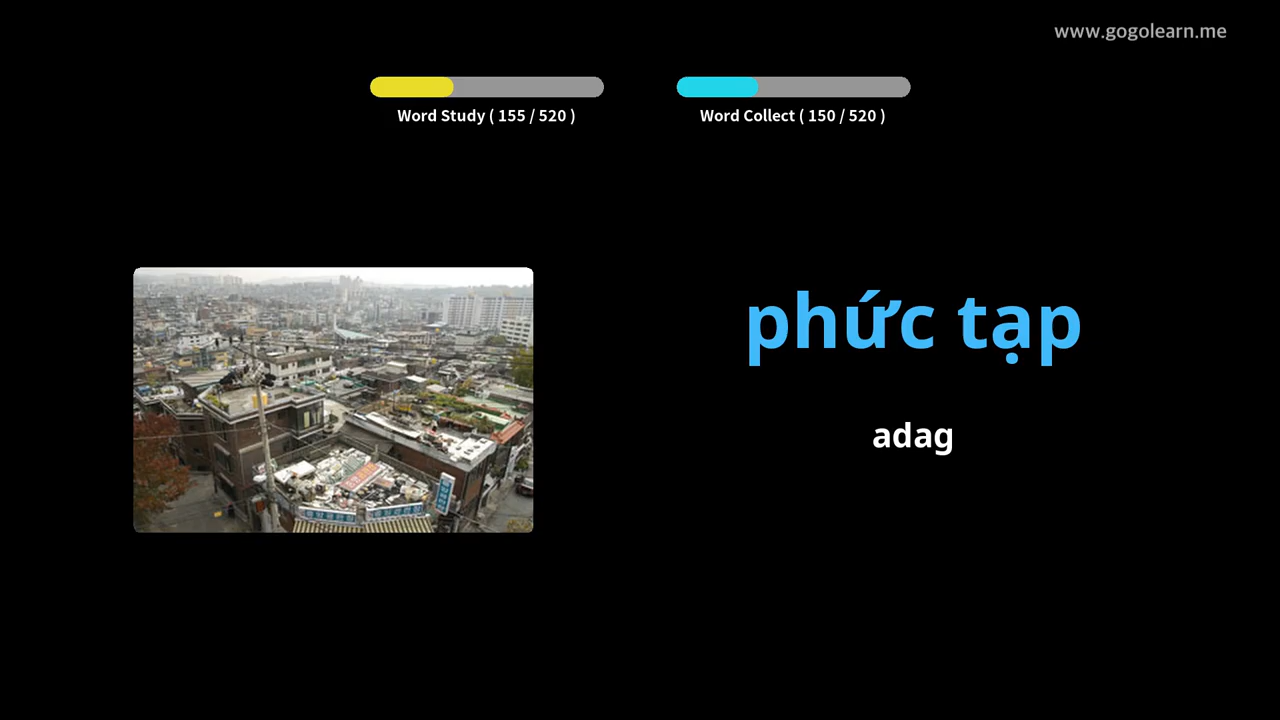 www.gogolearn.me
Word Study ( 155 / 520 )
Word Collect ( 150 / 520 )
phức tạp
adag